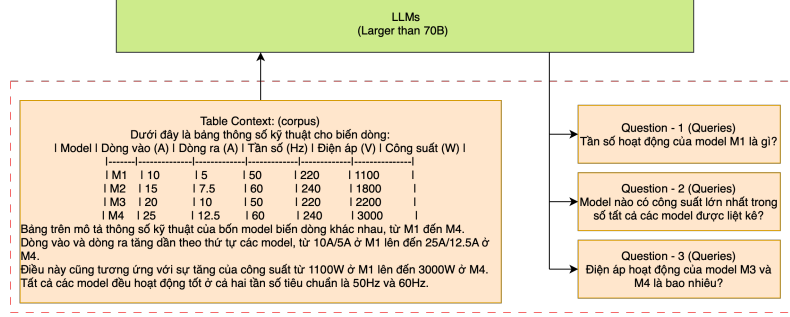 LLMs
(Larger than 70B)
Table Context: (corpus)
Dưới đây là bảng thông số kỹ thuật cho biến dòng:
| Model | Dòng vào (A) | Dòng ra (A) | Tần số (Hz) | Điện áp (V) | Công suất (W) |
|-------|--------------|-------------|-------------|-------------|---------------|
| M1 | 10 | 5 | 50 | 220 | 1100
| M2 | 15 | 7.5 | 60 | 240 | 1800
| M3 | 20 | 10 | 50 | 220 | 2200
| M4 | 25 | 12.5 | 60 | 240 | 3000
Bảng trên mô tả thông số kỹ thuật của bốn model biến dòng khác nhau, từ M1 đến M4.
Dòng vào và dòng ra tăng dần theo thứ tự các model, từ 10A/5A ở M1 lên đến 25A/12.5A ở
M4.
Điều này cũng tương ứng với sự tăng của công suất từ 1100W ở M1 lên đến 3000W ở M4.
Tất cả các model đều hoạt động tốt ở cả hai tần số tiêu chuẩn là 50Hz và 60Hz.
Question - 1 (Queries)
Tần số hoạt động của model M1 là gì?
Question - 2 (Queries)
Model nào có công suất lớn nhất trong
số tất cả các model được liệt kê?
Question - 3 (Queries)
Điện áp hoạt động của model M3 và
M4 là bao nhiêu?